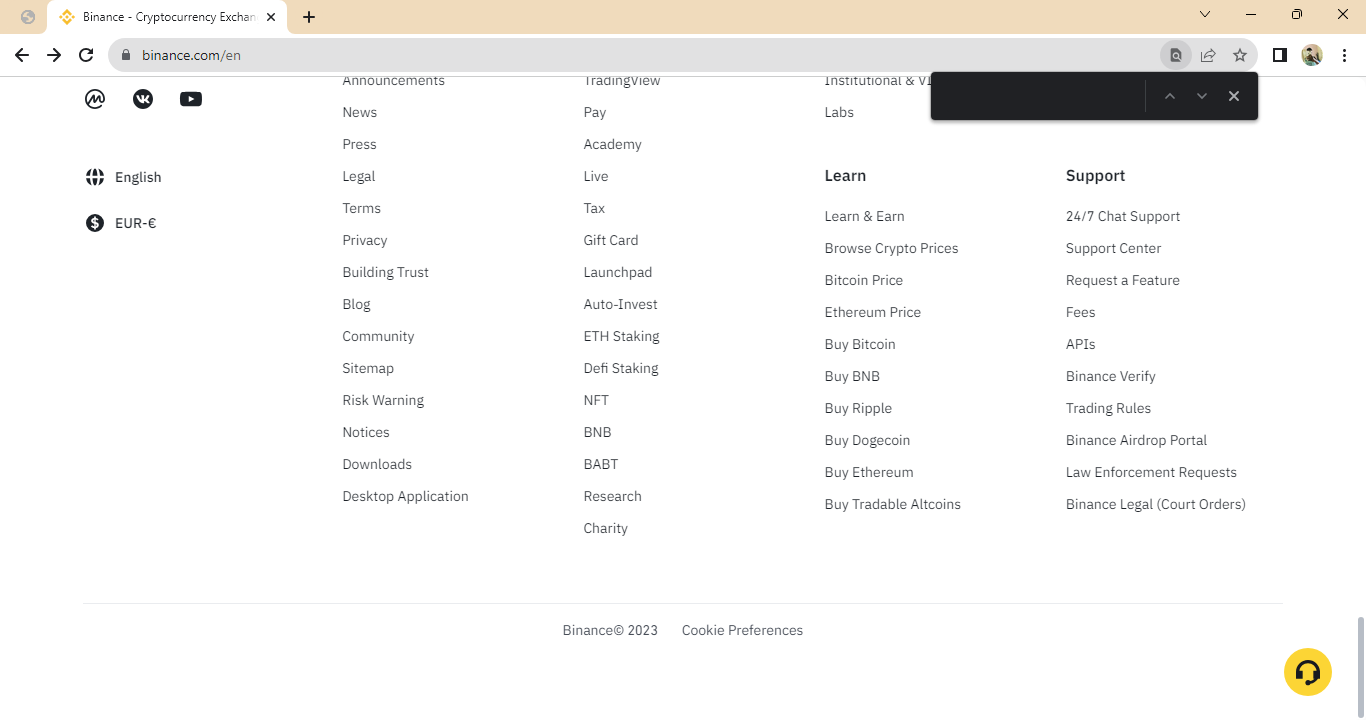 Binance - Cryptocurrency Exchan
binance.com/en
English
EUR-€
Announcements
News
Press
Legal
Terms
Privacy
Building Trust
Blog
Community
Sitemap
Risk Warning
Notices
Downloads
Desktop Application
TradingView
Pay
Academy
Live
Tax
Gift Card
Launchpad
Auto-Invest
ETH Staking
Defi Staking
NFT
BNB
BABT
Research
Charity
Institutional & VI
Labs
Learn
Learn & Earn
Browse Crypto Prices
Bitcoin Price
Ethereum Price
Buy Bitcoin
Buy BNB
Buy Ripple
Buy Dogecoin
Buy Ethereum
Buy Tradable Altcoins
Support
24/7 Chat Support
Support Center
Request a Feature
Fees
APIs
Binance Verify
Trading Rules
Binance Airdrop Portal
Law Enforcement Requests
Binance Legal (Court Orders)
Binance© 2023 Cookie Preferences